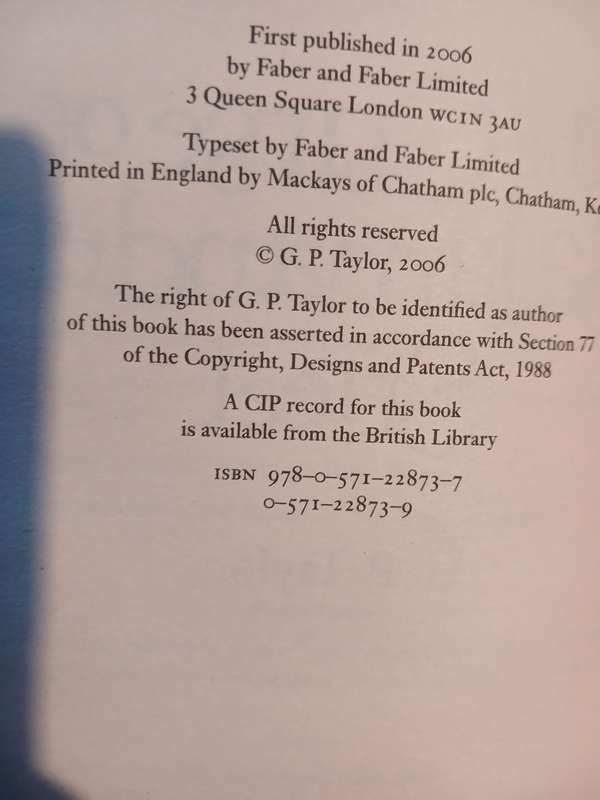 First published in 2006
by Faber and Faber Limited
3 Queen Square London WC1N 3AU
Typeset by Faber and Faber Limited
Printed in England by Mackays of Chatham plc, Chatham,
All rights reserved
© G. P. Taylor, 2006
The right of G. P. Taylor to be identified as author
of this book has been asserted in accordance with Section 77
of the Copyright, Designs and Patents Act, 1988
A CIP record for this book
is available from the British Library
ISBN 978–0–571–22873–7
0–571–22873–9